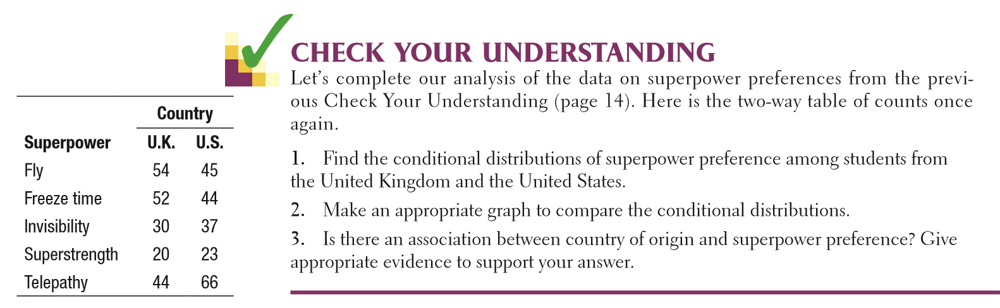 CHECK YOUR UNDERSTANDING
Let’s complete our analysis of the data on superpower preferences from the previ-
ous Check Your Understanding (page 14). Here is the two-way table of counts once
again.
1. Find the conditional distributions of superpower preference among students from
the United Kingdom and the United States.
2. Make an appropriate graph to compare the conditional distributions.
3. Is there an association between country of origin and superpower preference? Give
appropriate evidence to support your answer.
Country
Superpower U.K. U.S.
Fly 54 45
Freeze time 52 44
Invisibility 30 37
Superstrength 20 23
Telepathy 44 66